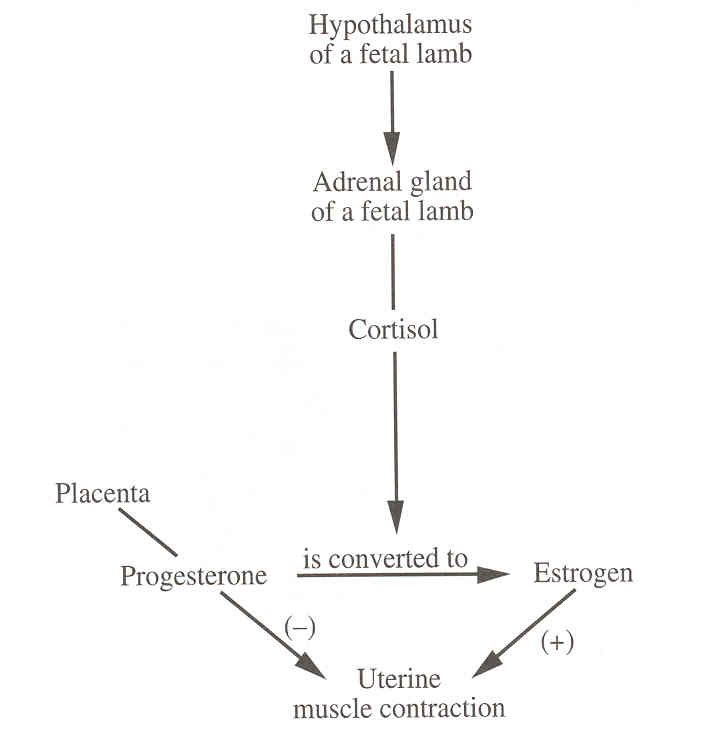 Hypothalamus
of a fetal lamb
Adrenal gland
of a fetal lamb
Cortisol
Placenta
is converted to
Progesterone
Estrogen
(–)
(+)
Uterine
muscle contraction